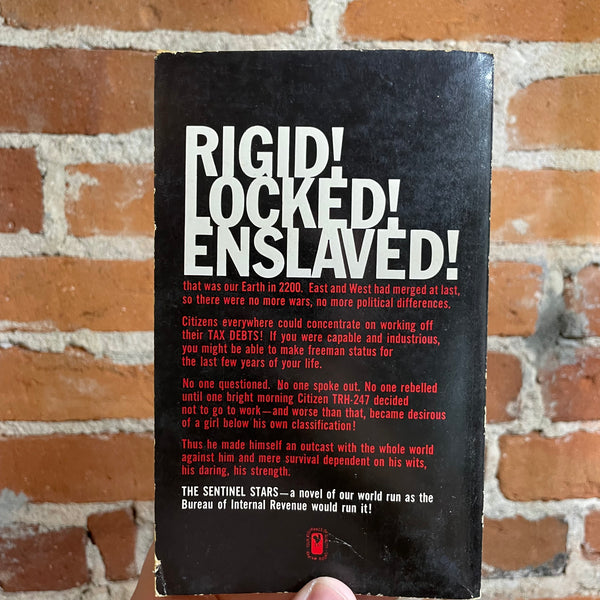 RIGID!
LOCKED!
ENSLAVED!
that was our Earth in 2200. East and West had merged at last,
so there were no more wars, no more political differences.
Citizens everywhere could concentrate on working off
their TAX DEBTS! If you were capable and industrious,
you might be able to make freeman status for
the last few years of your life.
No one questioned. No one spoke out. No one rebelled
until one bright morning Citizen TRH-247 decided
not to go to work—and worse than that, became desirous
of a girl below his own classification!
Thus he made himself an outcast with the whole world
against him and mere survival dependent on his wits,
his daring, his strength.
THE SENTINEL STARS—a novel of our world run as the
Bureau of Internal Revenue would run it!